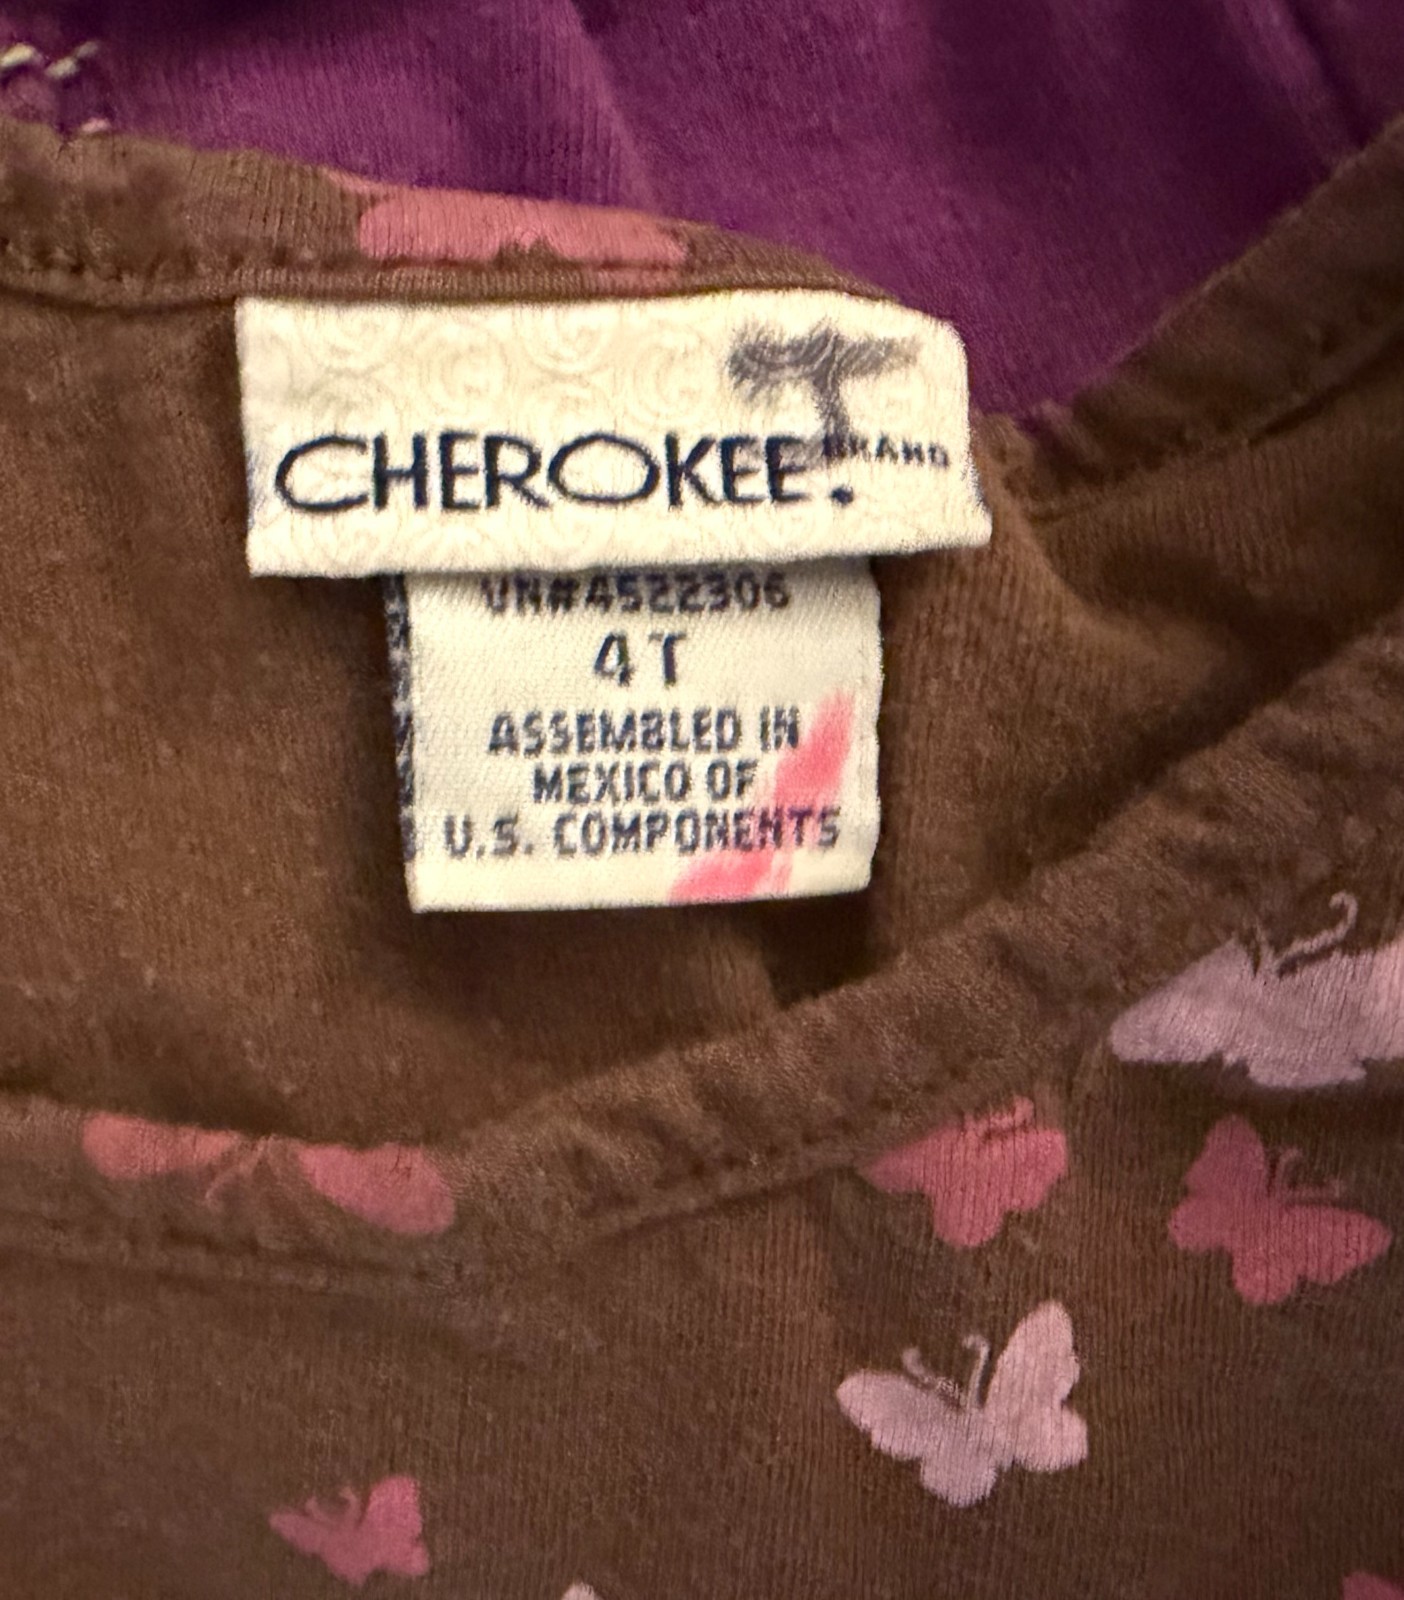 T
CHEROKEE.
BRAND
VN#4522306
4T
ASSEMBLED IN
MEXICO OF
U.S. COMPONENTS